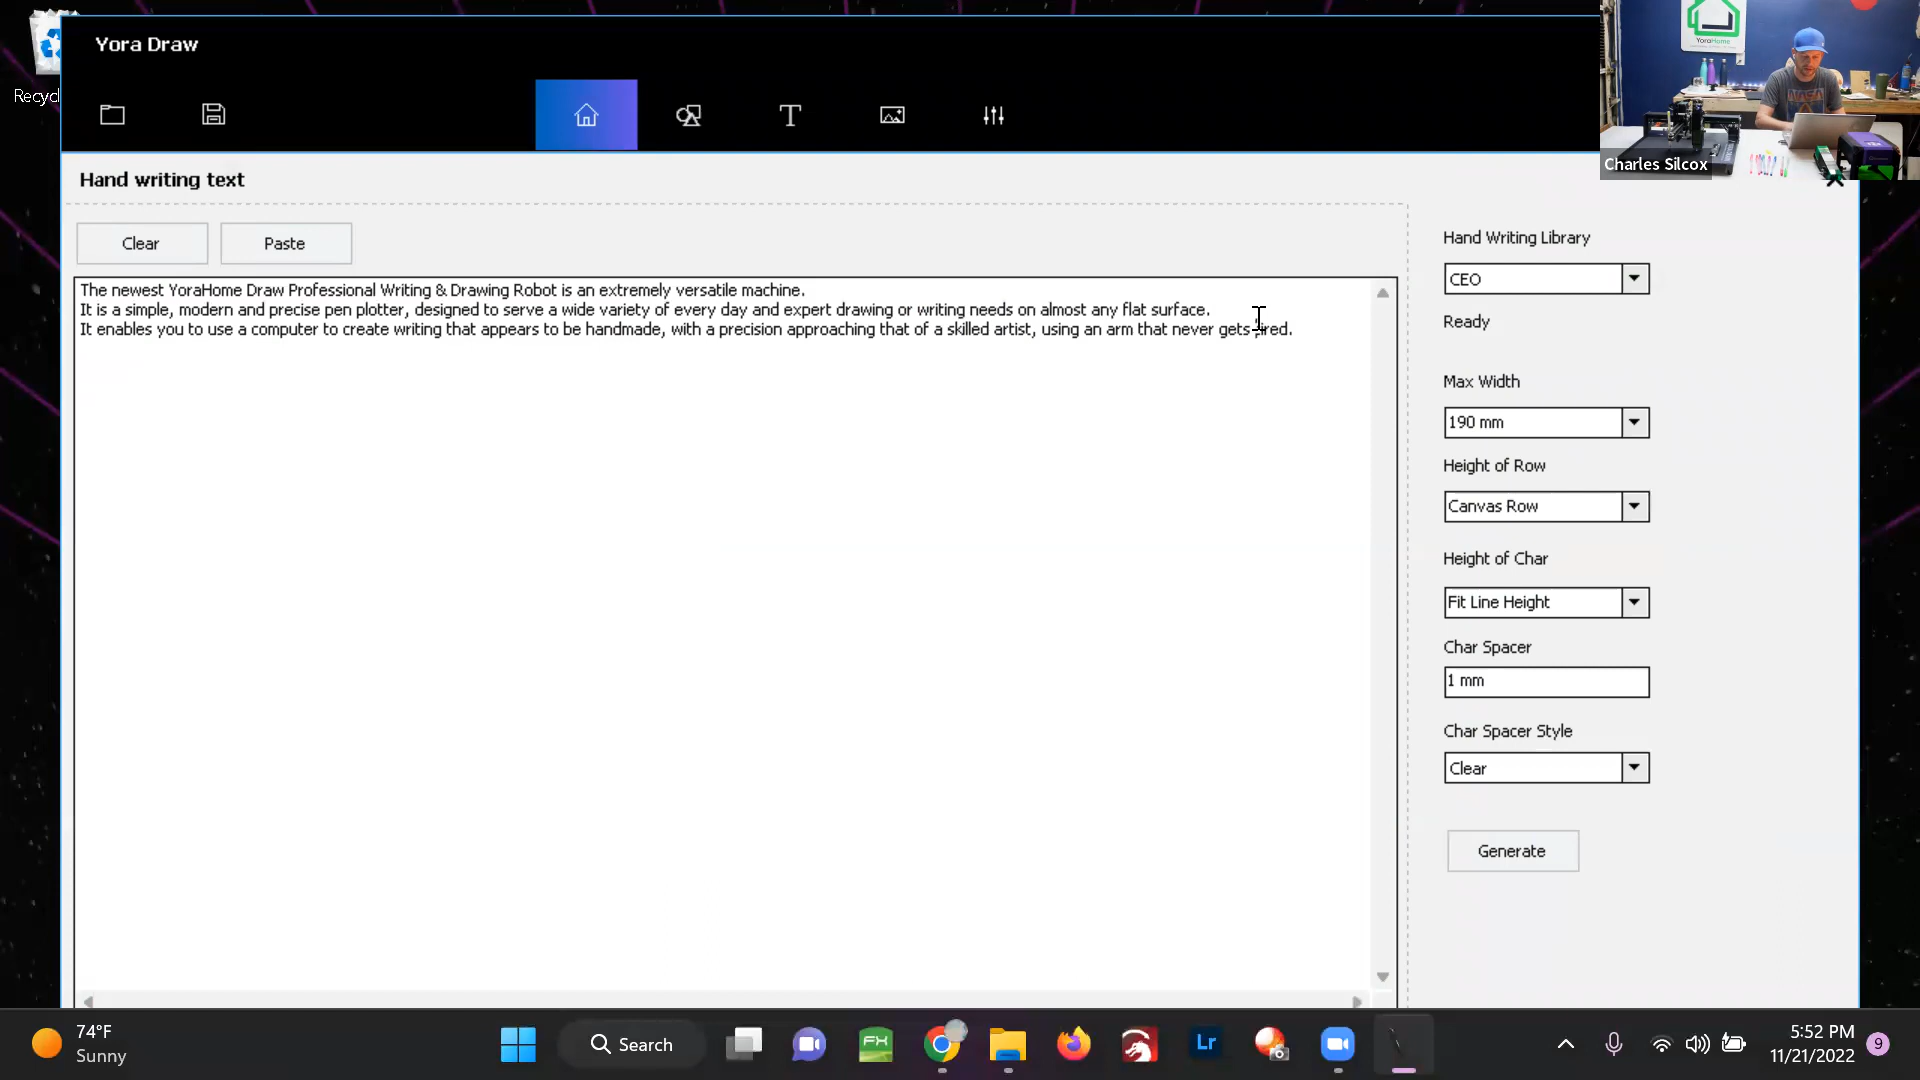 Yora Draw
Recycl
YoraHome
Charles Silcox
Hand writing text
Clear
Paste
The newest YoraHome Draw Professional Writing & Drawing Robot is an extremely versatile machine.
It is a simple, modern and precise pen plotter, designed to serve a wide variety of every day and expert drawing or writing needs on almost any flat surface.
It enables you to use a computer to create writing that appears to be handmade, with a precision approaching that of a skilled artist, using an arm that never gets tired.
Hand Writing Library
CEO
Ready
Max Width
190 mm
Height of Row
Canvas Row
Height of Char
Fit Line Height
Char Spacer
1 mm
Char Spacer Style
Clear
Generate
74°F
Sunny
Search
FX
Lr
5:52 PM
11/21/2022
9